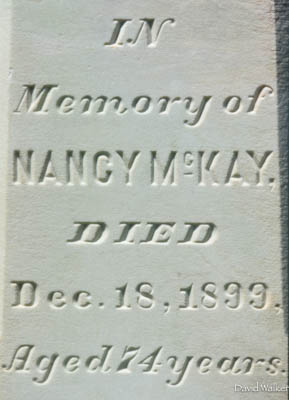 IN
Memory of
NANCY McKAY,
DIED
Dec. 18, 1899,
Aged 74 years.
David Walker